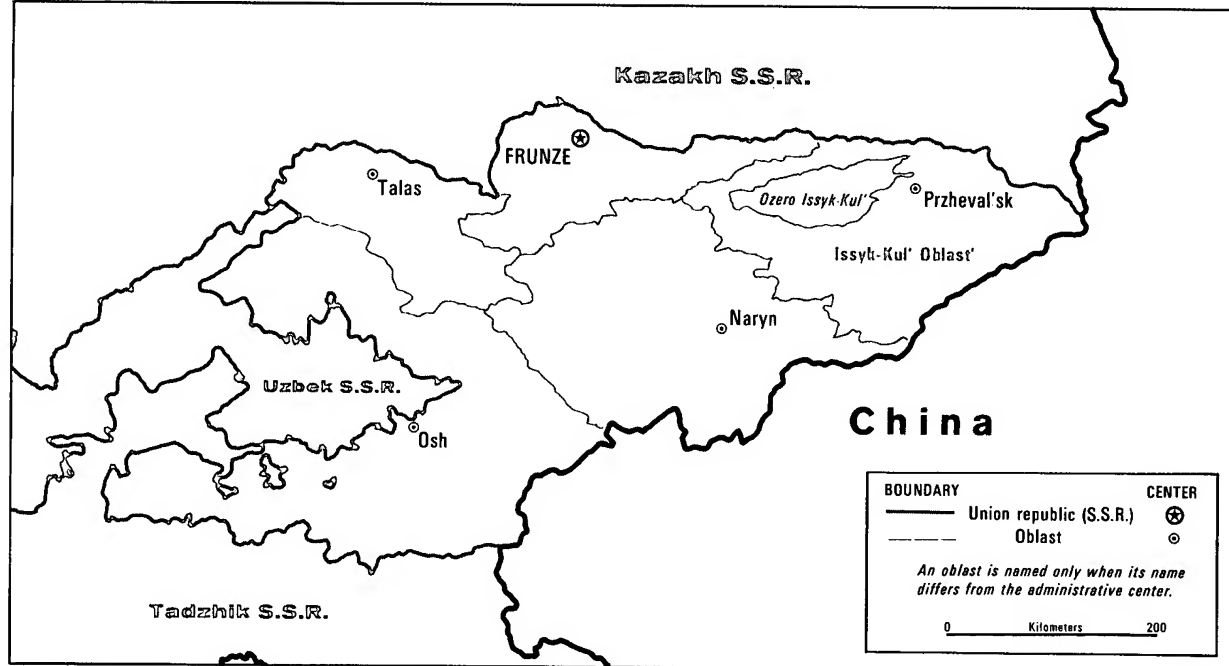 Kazakh S.S.R.
FRUNZE
Talas
Ozero Issyk-Kul'
Przheval'sk
Issyk-Kul' Oblast'
Naryn
Uzbek S.S.R.
China
Osh
Tadzhik S.S.R.
BOUNDARY CENTER
Union republic (S.S.R.)
Oblast
An oblast is named only when its name
differs from the administrative center.
0 Kilometers 200